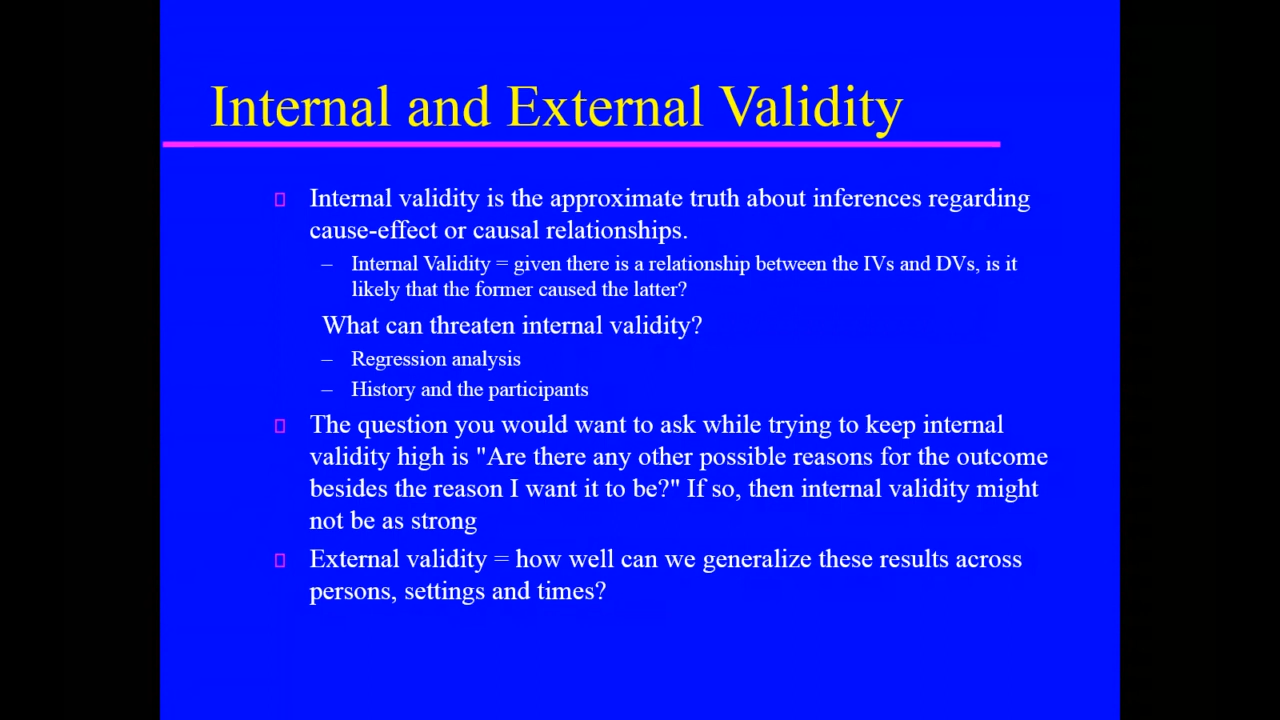 Internal and External Validity
Internal validity is the approximate truth about inferences regarding
cause-effect or causal relationships.
– Internal Validity = given there is a relationship between the IVs and DVs, is it
likely that the former caused the latter?
What can threaten internal validity?
– Regression analysis
– History and the participants
The question you would want to ask while trying to keep internal
validity high is "Are there any other possible reasons for the outcome
besides the reason I want it to be?" If so, then internal validity might
not be as strong
External validity = how well can we generalize these results across
persons, settings and times?